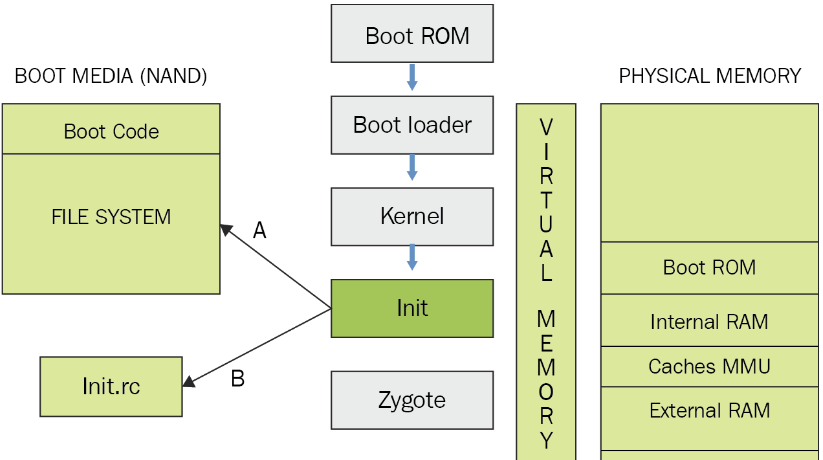 Boot ROM
BOOT MEDIA (NAND)
PHYSICAL MEMORY
Boot Code
Boot loader
FILE SYSTEM
A
Kernel
Init
B
Init.rc
Zygote
VIRTUAL MEMORY
Boot ROM
Internal RAM
Caches MMU
External RAM